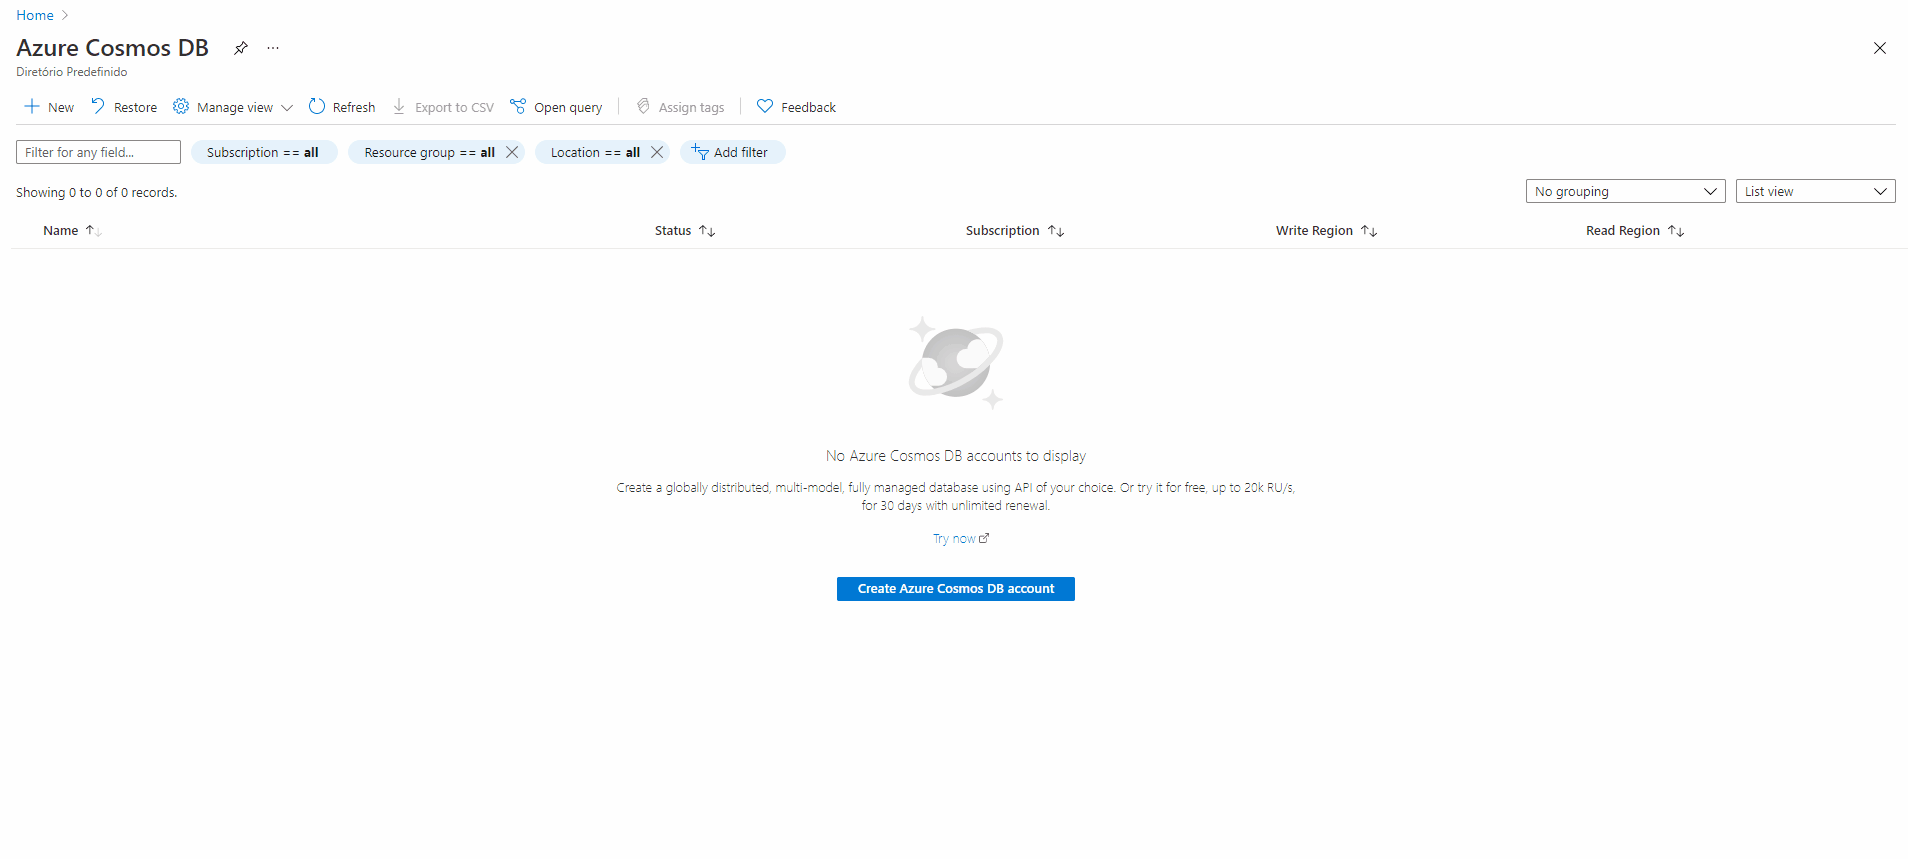 Home
Azure Cosmos DB
Diretório Predefinido
New Restore Manage view Refresh Export to CSV Open query Assign tags Feedback
Filter for any field... Subscription == all Resource group == all Location == all Add filter
Showing 0 to 0 of 0 records. No grouping List view
Name Status Subscription Write Region Read Region
No Azure Cosmos DB accounts to display
Create a globally distributed, multi-model, fully managed database using API of your choice. Or try it for free, up to 20k RU/s,
for 30 days with unlimited renewal.
Try now
Create Azure Cosmos DB account